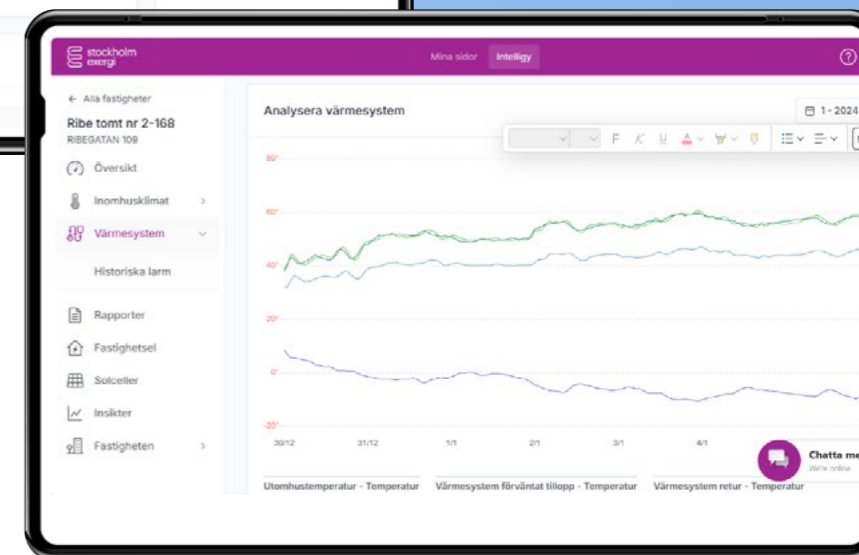 stockholm
exergi
Mina sidor
Intelligy
← Alla fastigheter
Ribe tomt nr 2-168
RIBEGATAN 109
Översikt
Inomhusklimat
Värmesystem
Historiska larm
Rapporter
Fastighetsel
Solceller
Insikter
Fastigheten
Analysera värmesystem
1 - 2024
F K U
80°
60°
40°
20°
0°
-20°
30/12 31/12 1/1 2/1 3/1 4/1
Chatta me
We're online
Utomhustemperatur - Temperatur
Värmesystem förväntat tillopp - Temperatur
Värmesystem retur - Temperatur